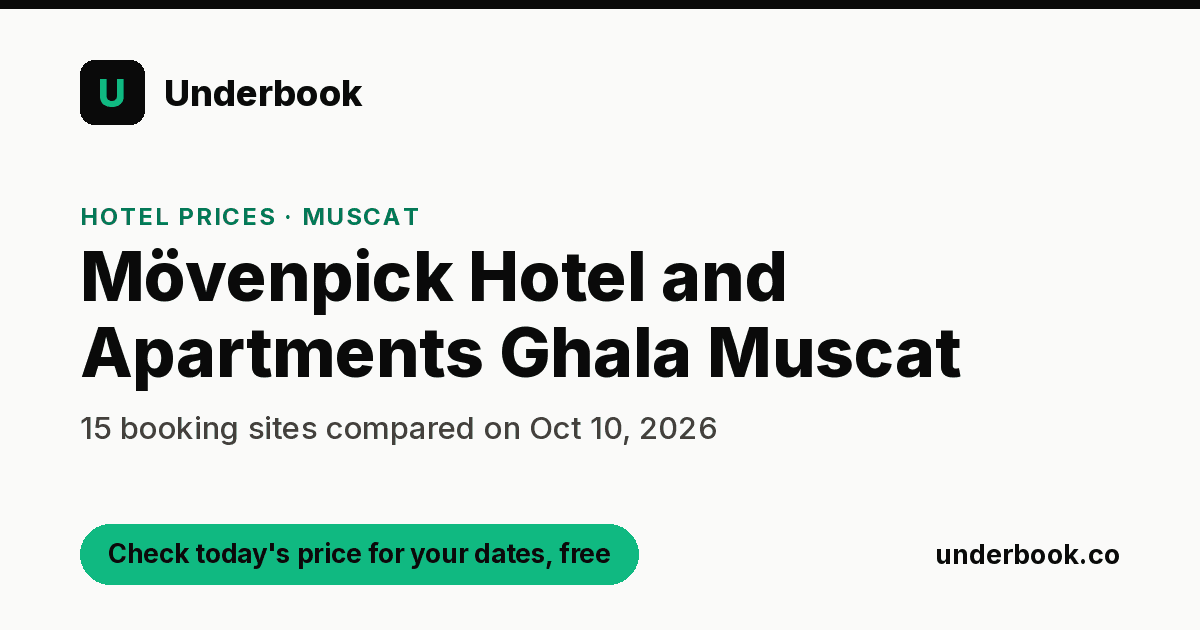 U Underbook
HOTEL PRICES · MUSCAT
Mövenpick Hotel and
Apartments Ghala Muscat
15 booking sites compared on Oct 10, 2026
Check today's price for your dates, free
underbook.co